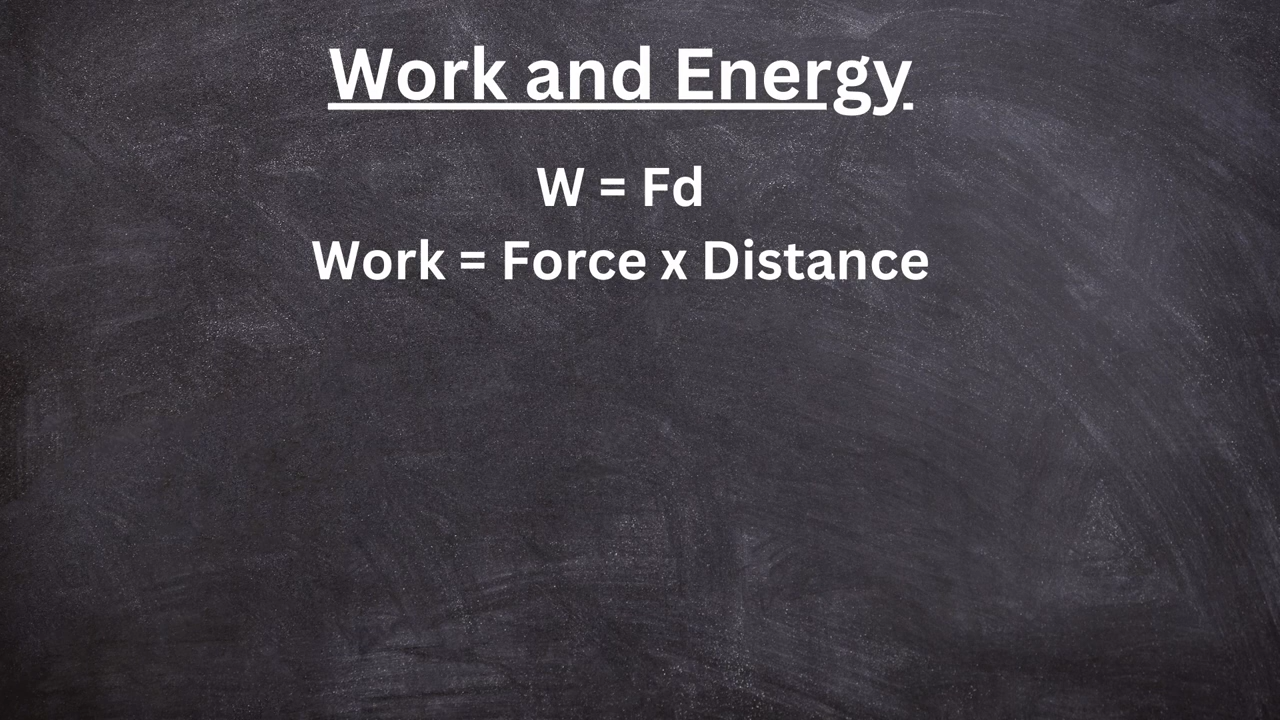 Work and Energy
W = Fd
Work = Force x Distance